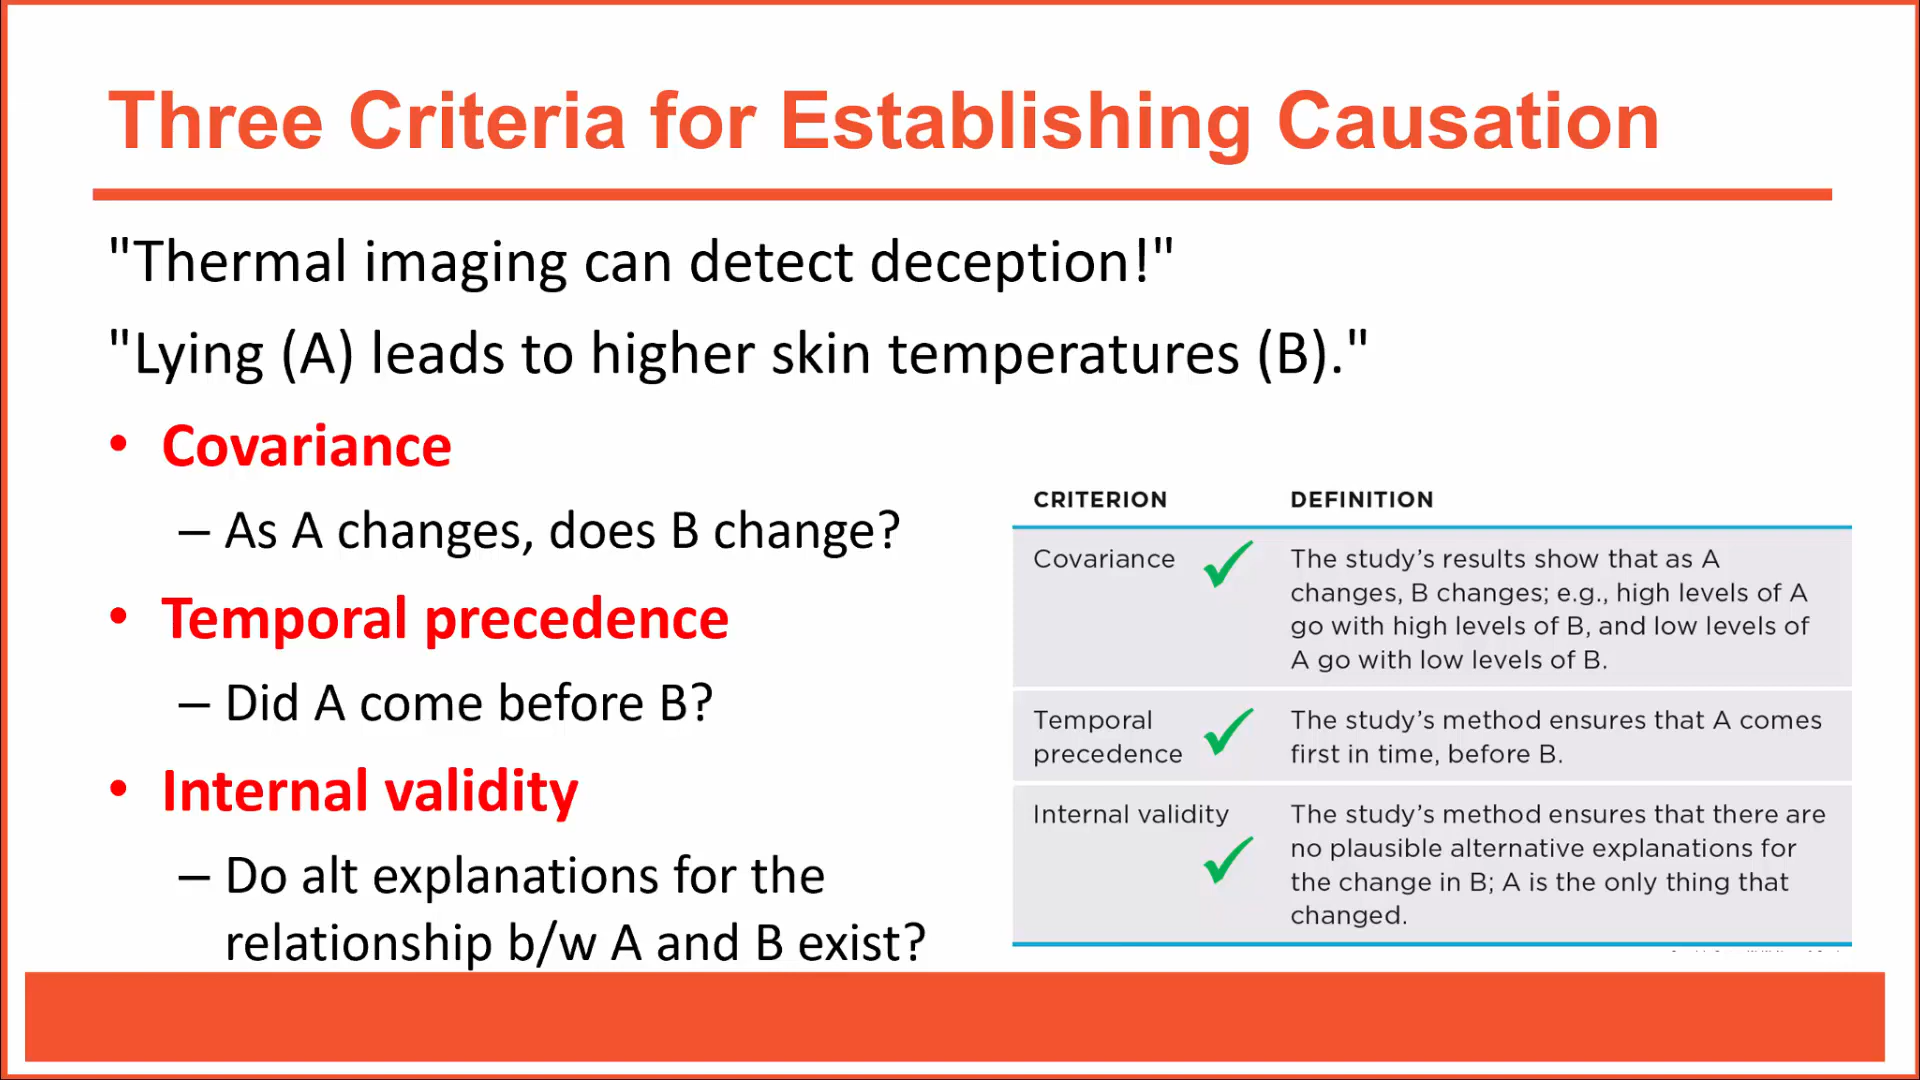 Three Criteria for Establishing Causation
"Thermal imaging can detect deception!"
"Lying (A) leads to higher skin temperatures (B)."
• Covariance
– As A changes, does B change?
• Temporal precedence
– Did A come before B?
• Internal validity
– Do alt explanations for the
relationship b/w A and B exist?
CRITERION DEFINITION
Covariance ✓ The study's results show that as A
changes, B changes; e.g., high levels of A
go with high levels of B, and low levels of
A go with low levels of B.
Temporal ✓ The study's method ensures that A comes
precedence first in time, before B.
Internal validity ✓ The study's method ensures that there are
no plausible alternative explanations for
the change in B; A is the only thing that
changed.